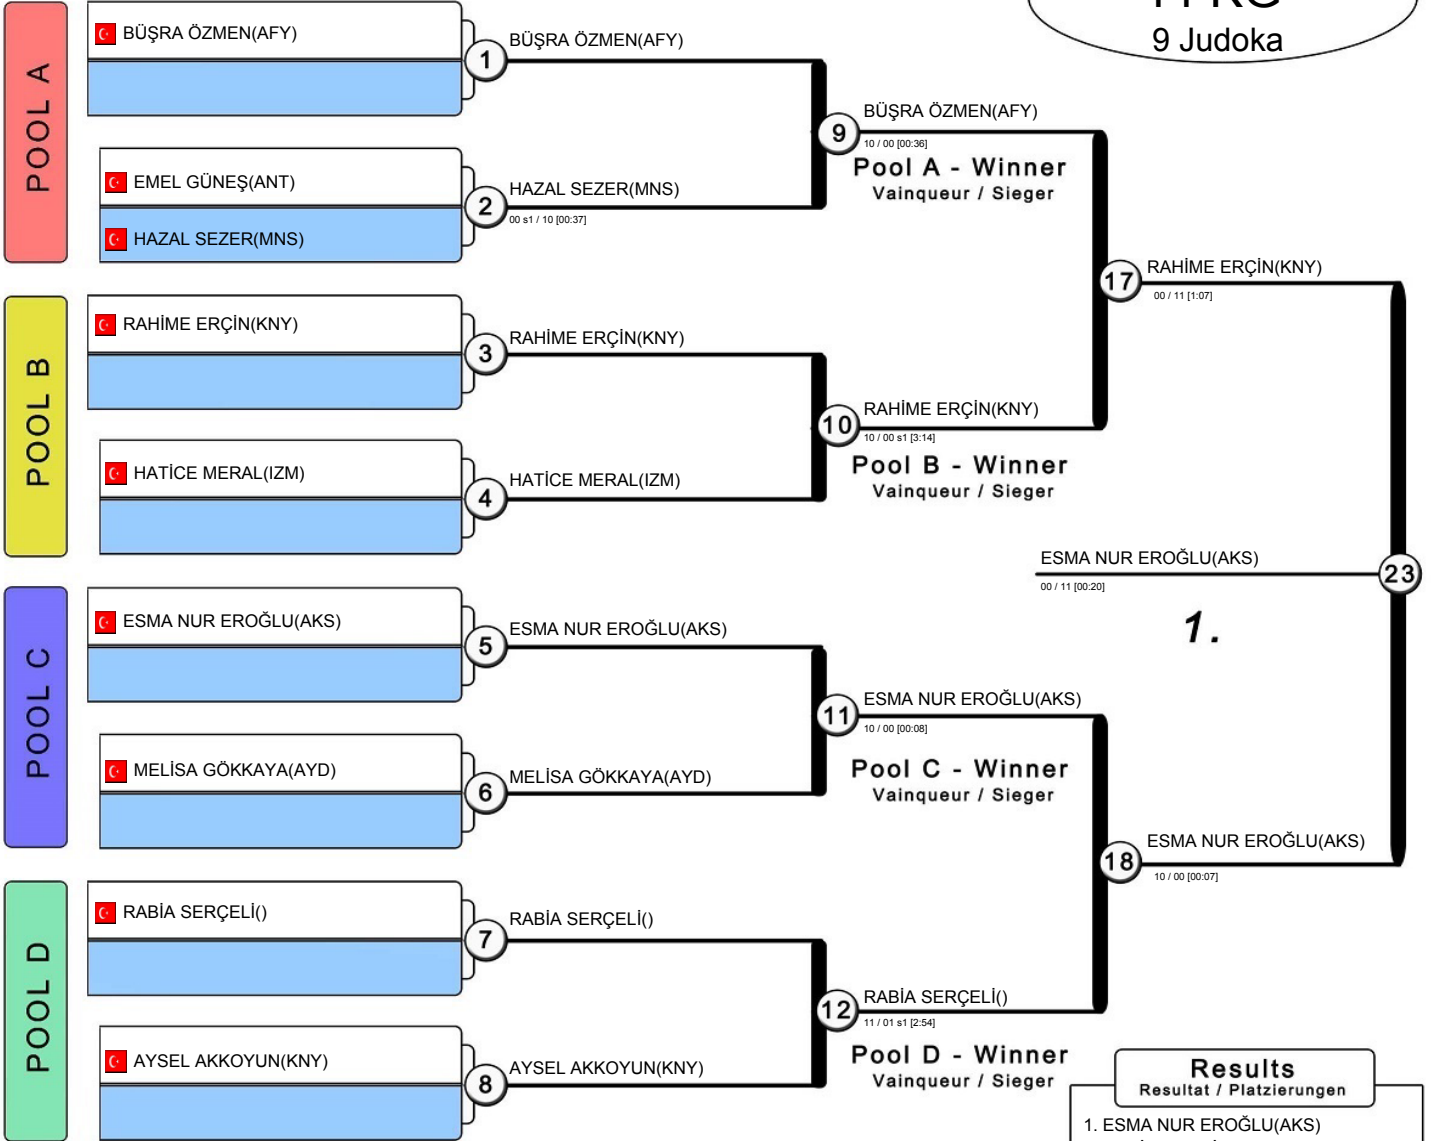 9 Judoka
POOL A
BÜŞRA ÖZMEN(AFY)
1
BÜŞRA ÖZMEN(AFY)
EMEL GÜNEŞ(ANT)
HAZAL SEZER(MNS)
2
HAZAL SEZER(MNS)
00 s1 / 10 [00:37]
9
BÜŞRA ÖZMEN(AFY)
10 / 00 [00:36]
Pool A - Winner
Vainqueur / Sieger
POOL B
RAHİME ERÇİN(KNY)
3
RAHİME ERÇİN(KNY)
HATİCE MERAL(IZM)
4
HATİCE MERAL(IZM)
10
RAHİME ERÇİN(KNY)
10 / 00 s1 [3:14]
Pool B - Winner
Vainqueur / Sieger
17
RAHİME ERÇİN(KNY)
00 / 11 [1:07]
POOL C
ESMA NUR EROĞLU(AKS)
5
ESMA NUR EROĞLU(AKS)
MELİSA GÖKKAYA(AYD)
6
MELİSA GÖKKAYA(AYD)
11
ESMA NUR EROĞLU(AKS)
10 / 00 [00:08]
Pool C - Winner
Vainqueur / Sieger
POOL D
RABİA SERÇELİ()
7
RABİA SERÇELİ()
AYSEL AKKOYUN(KNY)
8
AYSEL AKKOYUN(KNY)
12
RABİA SERÇELİ()
11 / 01 s1 [2:54]
Pool D - Winner
Vainqueur / Sieger
18
ESMA NUR EROĞLU(AKS)
10 / 00 [00:07]
ESMA NUR EROĞLU(AKS)
23
00 / 11 [00:20]
1.
Results
Resultat / Platzierungen
1. ESMA NUR EROĞLU(AKS)